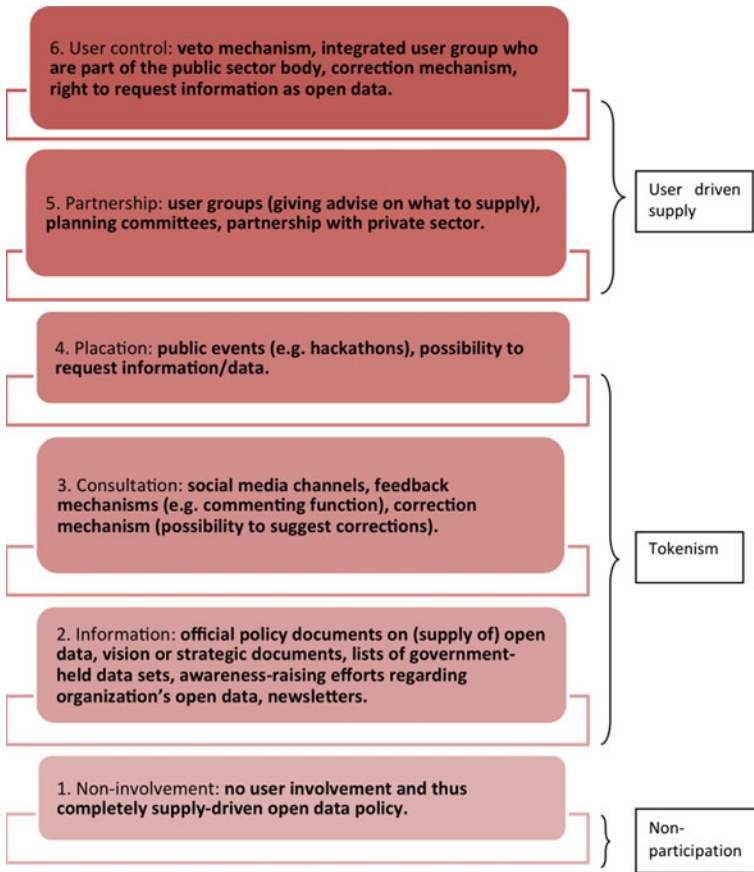 6. User control: veto mechanism, integrated user group who
are part of the public sector body, correction mechanism,
right to request information as open data.
5. Partnership: user groups (giving advise on what to supply),
planning committees, partnership with private sector.
User driven
supply
4. Placation: public events (e.g. hackathons), possibility to
request information/data.
3. Consultation: social media channels, feedback
mechanisms (e.g. commenting function), correction
mechanism (possibility to suggest corrections).
2. Information: official policy documents on (supply of) open
data, vision or strategic documents, lists of government-
held data sets, awareness-raising efforts regarding
organization's open data, newsletters.
Tokenism
1. Non-involvement: no user involvement and thus
completely supply-driven open data policy.
Non-
participation